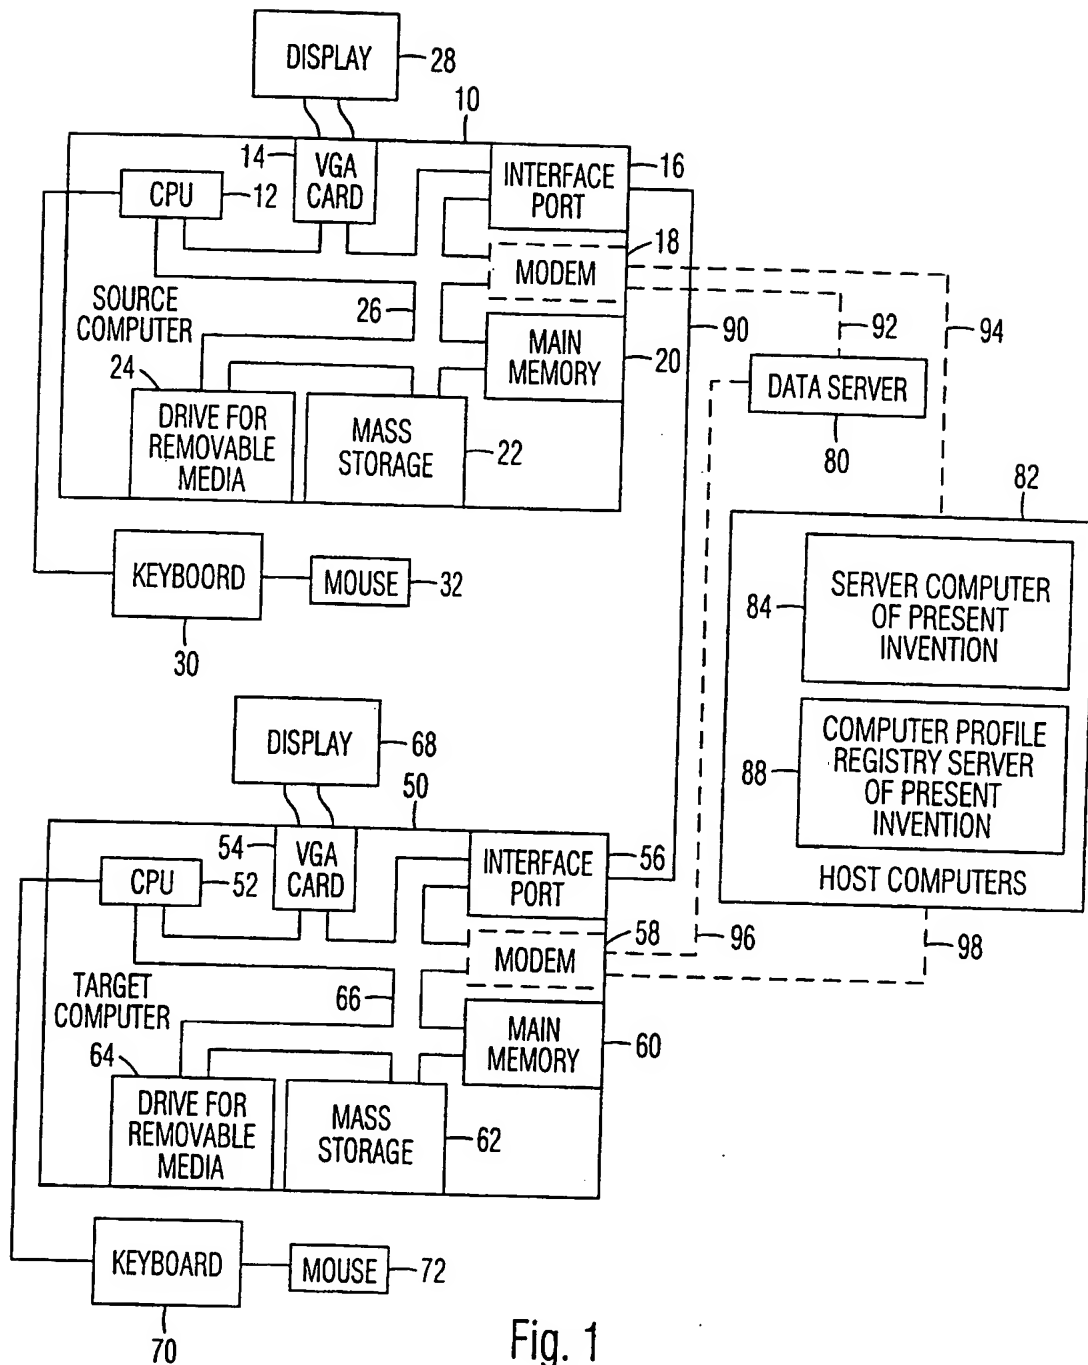 DISPLAY
28
10
14
VGA
CARD
INTERFACE
PORT
16
CPU
12
18
MODEM
SOURCE
COMPUTER
26
90
92
94
24
MAIN
MEMORY
20
DATA SERVER
80
DRIVE FOR
REMOVABLE
MEDIA
MASS
STORAGE
22
82
KEYBOORD
30
MOUSE
32
84
SERVER COMPUTER
OF PRESENT
INVENTION
88
COMPUTER PROFILE
REGISTRY SERVER
OF PRESENT
INVENTION
HOST COMPUTERS
DISPLAY
68
50
54
VGA
CARD
INTERFACE
PORT
56
CPU
52
58
MODEM
96
98
TARGET
COMPUTER
66
64
MAIN
MEMORY
60
DRIVE FOR
REMOVABLE
MEDIA
MASS
STORAGE
62
KEYBOARD
70
MOUSE
72
Fig. 1